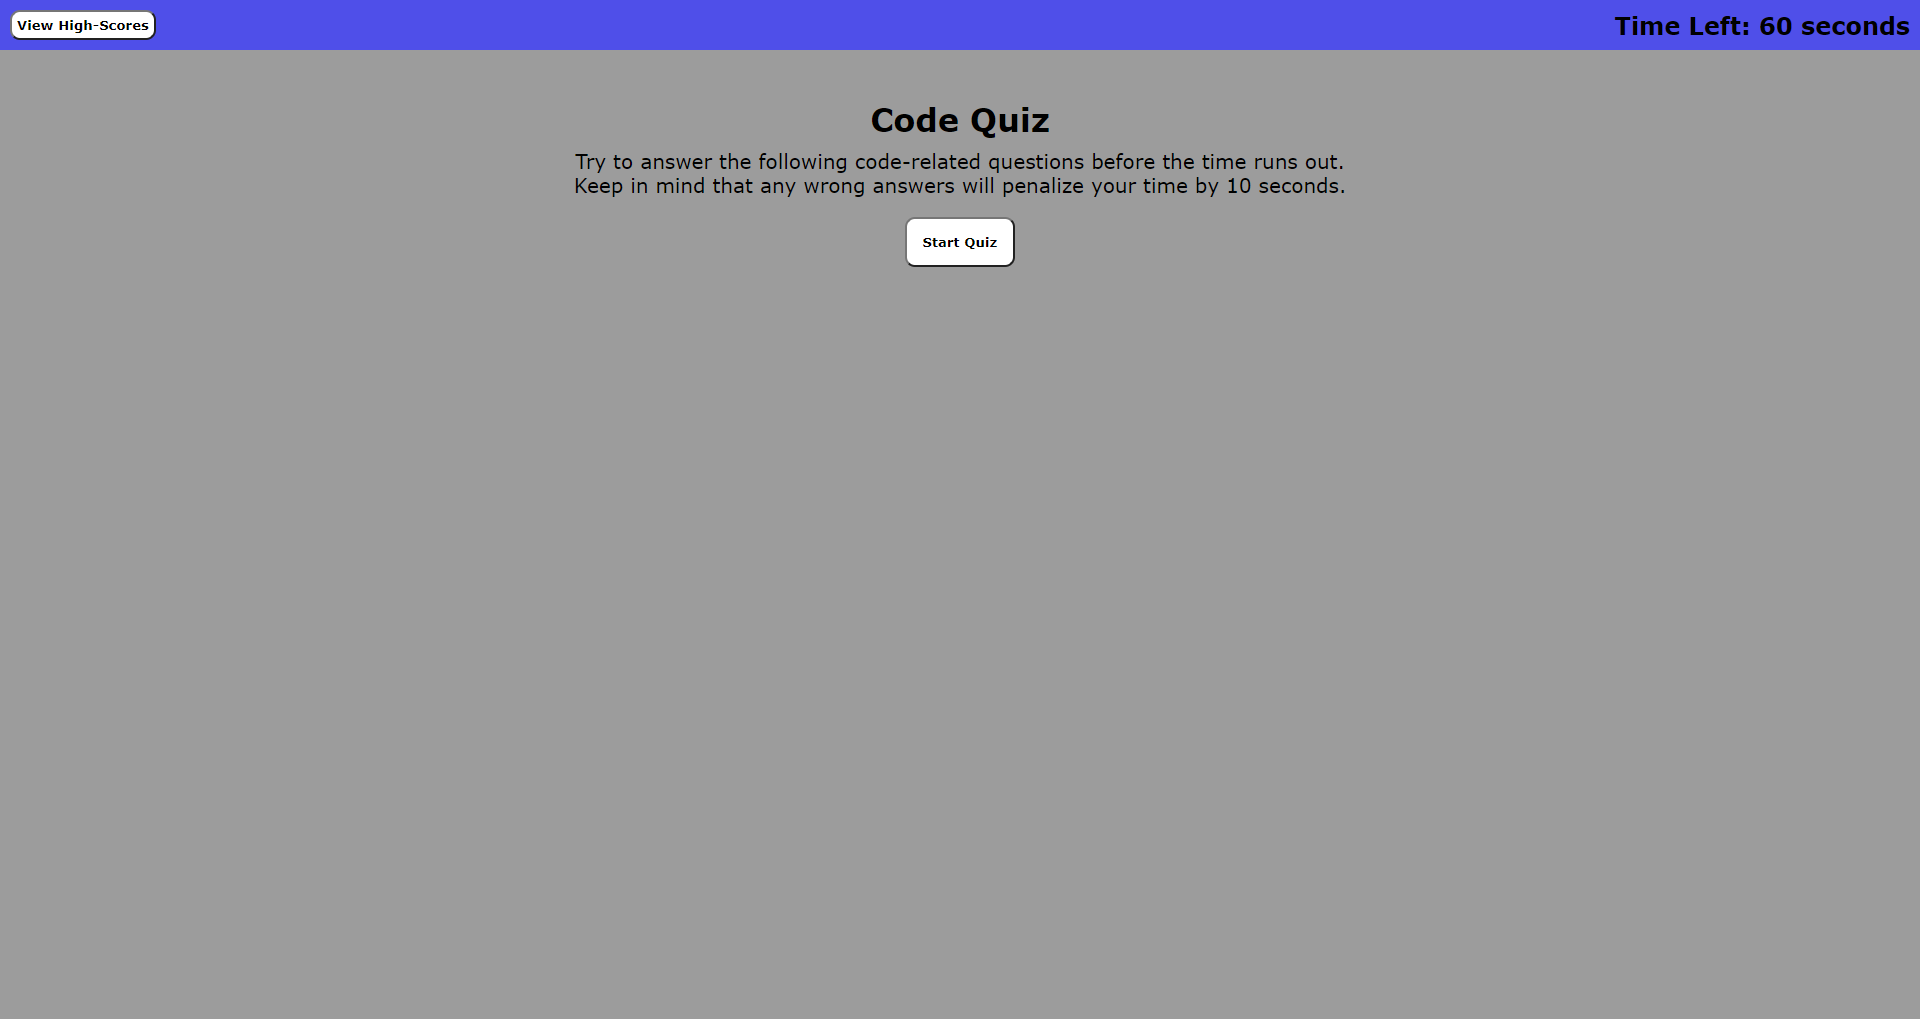 View High-Scores
Time Left: 60 seconds
Code Quiz
Try to answer the following code-related questions before the time runs out.
Keep in mind that any wrong answers will penalize your time by 10 seconds.
Start Quiz